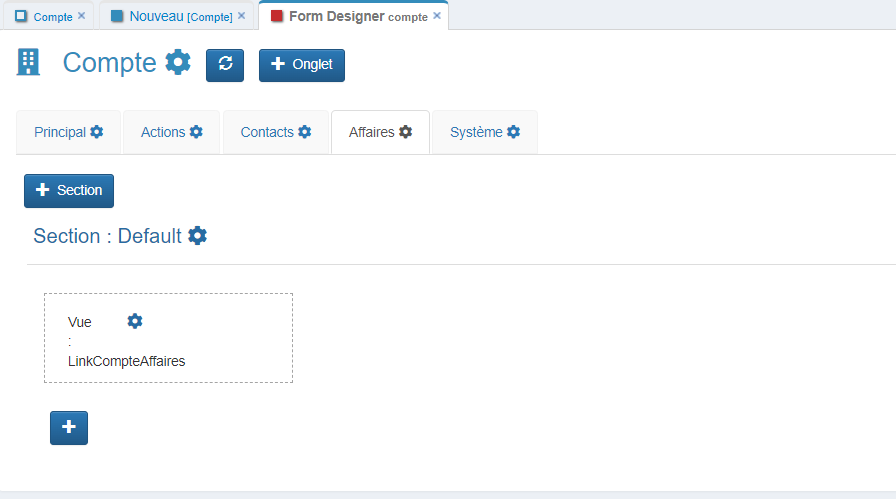 Compte × Nouveau [Compte] × Form Designer compte ×
Compte Onglet
Principal Actions Contacts Affaires Système
Section
Section : Default
Vue
:
LinkCompteAffaires